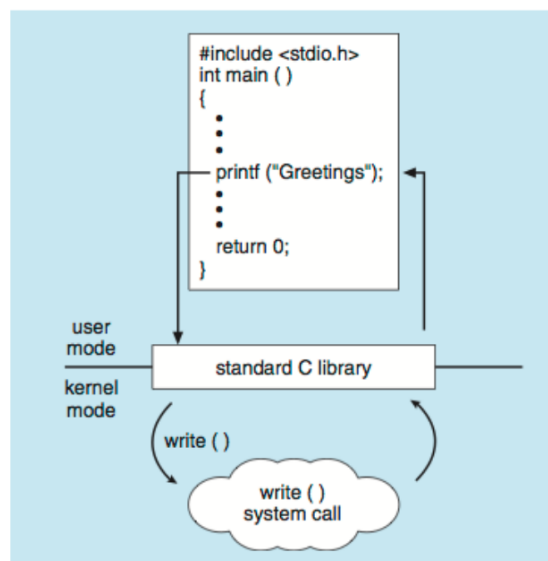 #include <stdio.h>
int main ( )
{
•
•
•
printf ("Greetings");
•
•
•
return 0;
}
user
mode
standard C library
kernel
mode
write ( )
write ( )
system call